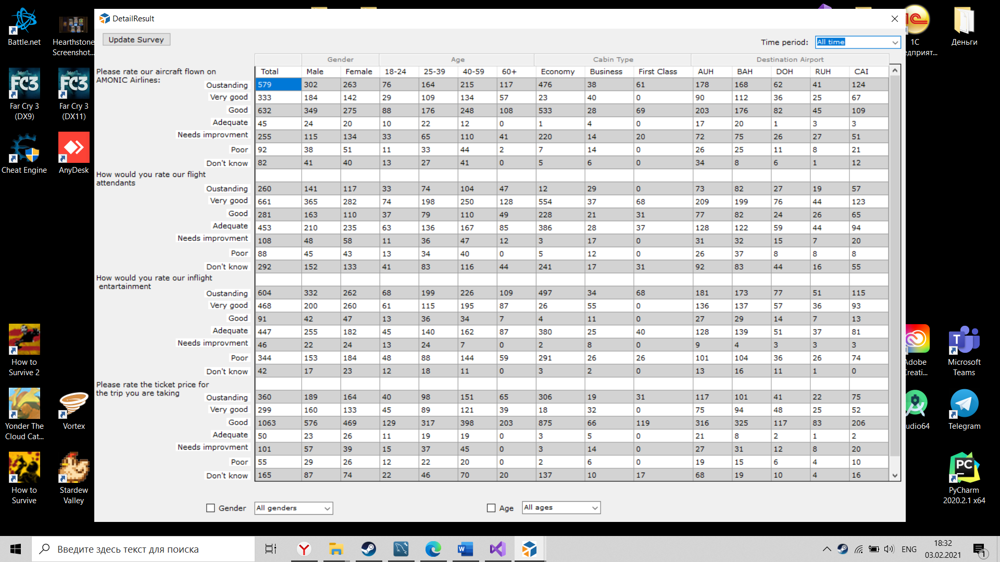 DetailResult
Update Survey
Time period: All time
Gender Age Cabin Type Destination Airport
Total Male Female 18-24 25-39 40-59 60+ Economy Business First Class AUH BAH DOH RUH CAI
Please rate our aircraft flown on
AMONIC Airlines:
Oustanding 579 302 263 76 164 215 117 476 38 61 178 168 62 41 124
Very good 333 184 142 29 109 134 57 23 40 0 90 112 36 25 67
Good 632 349 275 88 176 248 108 533 28 69 203 176 82 45 109
Adequate 45 24 20 10 22 12 0 1 4 0 17 20 1 3 3
Needs improvment 255 115 134 33 65 110 41 220 14 20 72 75 26 27 51
Poor 92 38 51 11 33 44 2 7 14 0 26 25 11 8 21
Don't know 82 41 40 13 27 41 0 5 6 0 34 8 6 1 12
How would you rate our flight
attendants
Oustanding 260 141 117 33 74 104 47 12 29 0 73 82 27 19 57
Very good 661 365 282 74 198 250 128 554 37 68 209 199 76 44 123
Good 281 163 110 37 79 110 49 228 21 31 77 82 24 26 65
Adequate 453 210 235 63 136 167 85 386 28 37 128 122 59 44 94
Needs improvment 108 48 58 11 36 47 12 3 17 0 31 32 15 7 20
Poor 88 45 43 13 34 40 0 5 12 0 26 37 8 8 8
Don't know 292 152 133 41 83 116 44 241 17 31 92 83 44 16 55
How would you rate our inflight
entartainment
Oustanding 604 332 262 68 199 226 109 497 34 68 181 173 77 51 115
Very good 468 200 260 61 115 195 87 26 55 0 136 137 57 36 93
Good 91 42 47 13 36 34 7 4 11 0 27 29 14 7 13
Adequate 447 255 182 45 140 162 87 380 25 40 128 139 51 37 81
Needs improvment 46 22 24 13 24 7 0 2 8 0 9 4 3 3 3
Poor 344 153 184 48 88 144 59 291 26 26 101 104 36 26 74
Don't know 42 17 23 12 18 11 0 3 2 0 13 16 11 1 0
Please rate the ticket price for
the trip you are taking
Oustanding 360 189 164 40 98 151 65 306 19 31 117 101 41 22 75
Very good 299 160 133 45 89 121 39 18 32 0 75 94 48 25 52
Good 1063 576 469 129 317 398 203 875 66 119 316 325 117 83 206
Adequate 50 23 26 11 19 19 0 3 5 0 21 8 2 1 2
Needs improvment 101 57 39 15 37 45 0 3 14 0 27 31 12 8 20
Poor 55 29 26 12 22 20 0 2 6 0 19 15 6 4 10
Don't know 165 87 74 22 46 70 20 137 10 17 68 19 10 4 16
Gender All genders Age All ages
Battle.net
Hearthstone
Screenshot...
Far Cry 3
(DX9)
Far Cry 3
(DX11)
FC3
FC3
Cheat Engine
AnyDesk
How to
Survive 2
Yonder The
Cloud Cat...
Vortex
How to
Survive
Stardew
Valley
1С
едприят...
Деньги
Adobe
Creati...
Microsoft
Teams
udio64
Telegram
PC
PyCharm
2020.2.1 x64
Введите здесь текст для поиска
ENG
18:32
03.02.2021
1